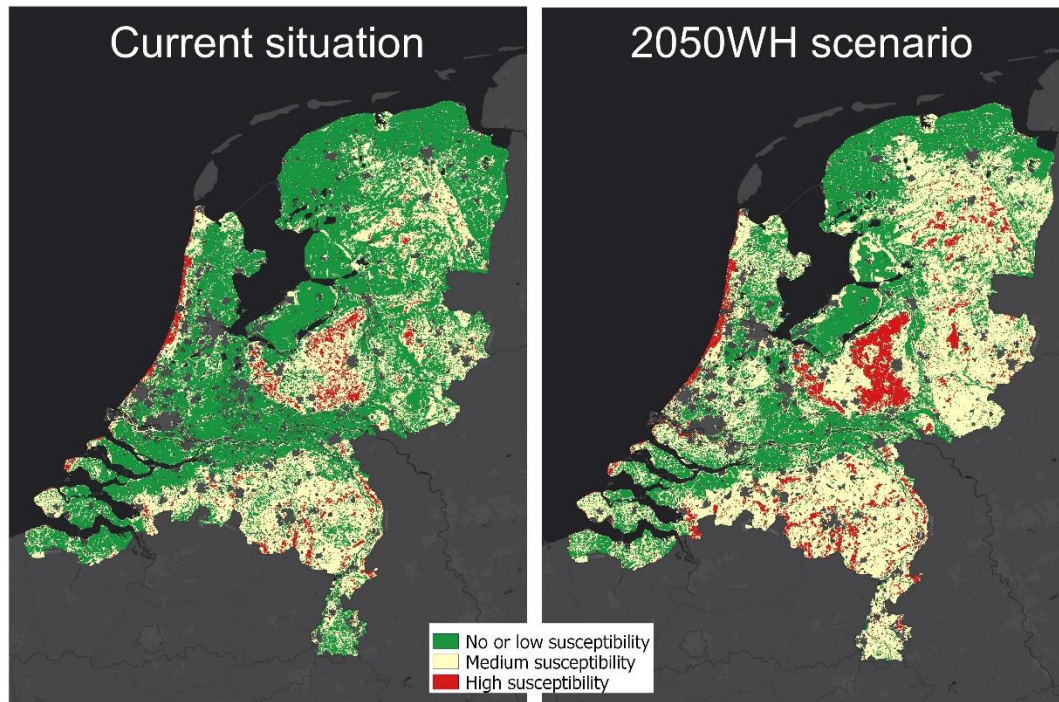 Current situation
2050WH scenario
No or low susceptibility
Medium susceptibility
High susceptibility